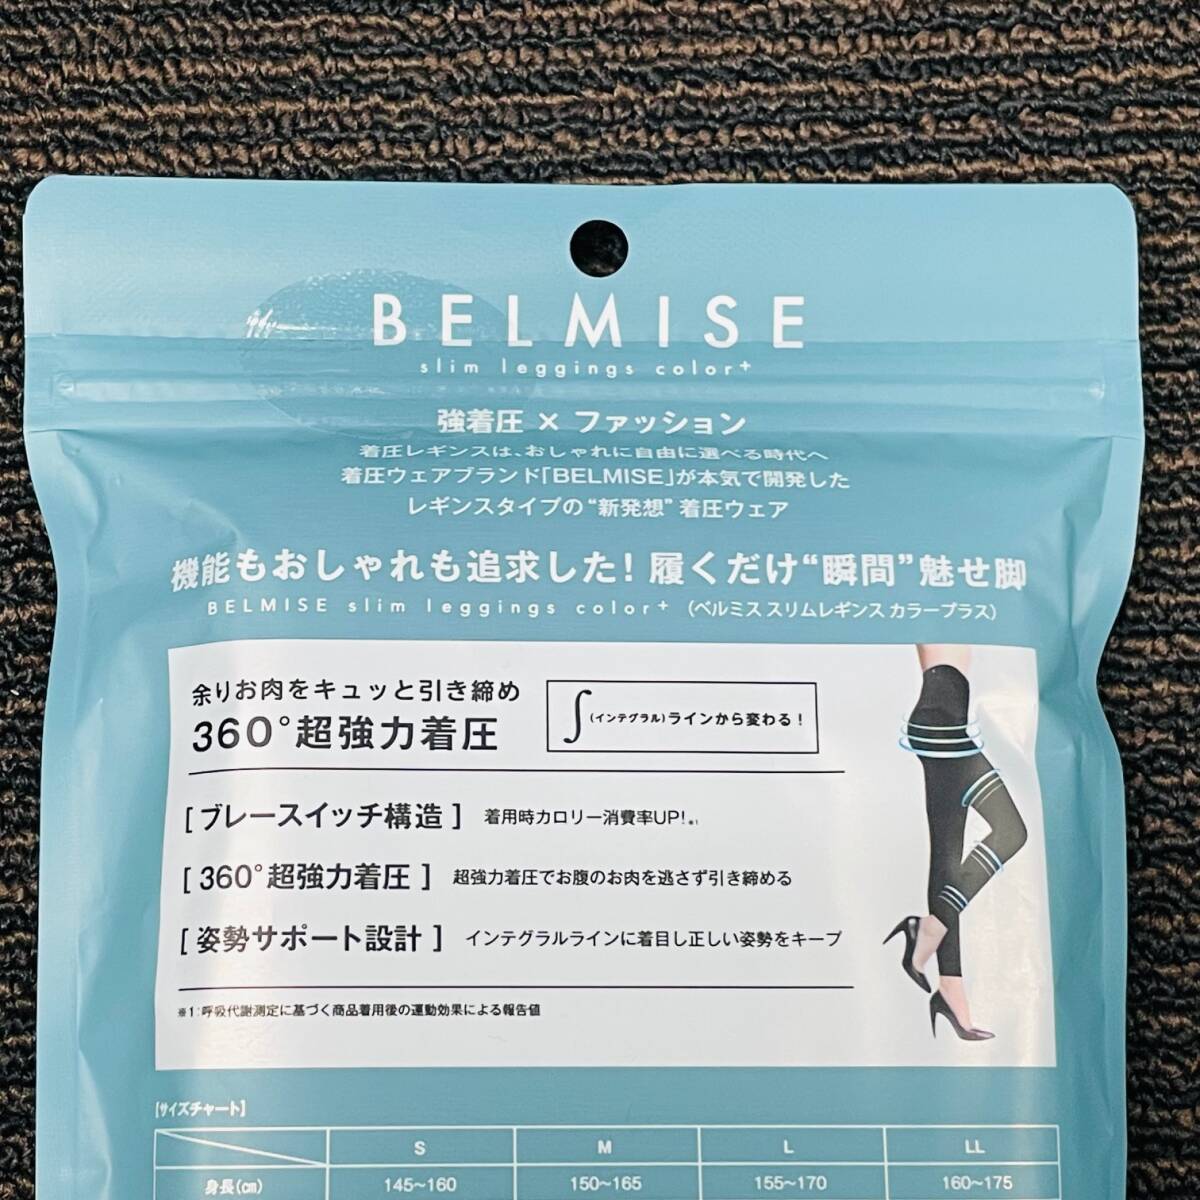 BELMISE
slim leggings color+
強着圧 × ファッション
着圧レギンスは、おしゃれに自由に選べる時代へ
着圧ウェアブランド「BELMISE」が本気で開発した
レギンスタイプの“新発想”着圧ウェア
機能もおしゃれも追求した！履くだけ“瞬間”魅せ脚
BELMISE slim leggings color+ （ベルミス スリムレギンス カラープラス）
余りお肉をキュッと引き締め
360°超強力着圧
∫（インテグラル）ラインから変わる！
［ブレースイッチ構造］ 着用時カロリー消費率UP!※1
［360°超強力着圧］ 超強力着圧でお腹のお肉を逃さず引き締める
［姿勢サポート設計］ インテグラルラインに着目し正しい姿勢をキープ
※1:呼吸代謝測定に基づく商品着用後の運動効果による報告値
【サイズチャート】
S M L LL
身長(cm) 145~160 150~165 155~170 160~175